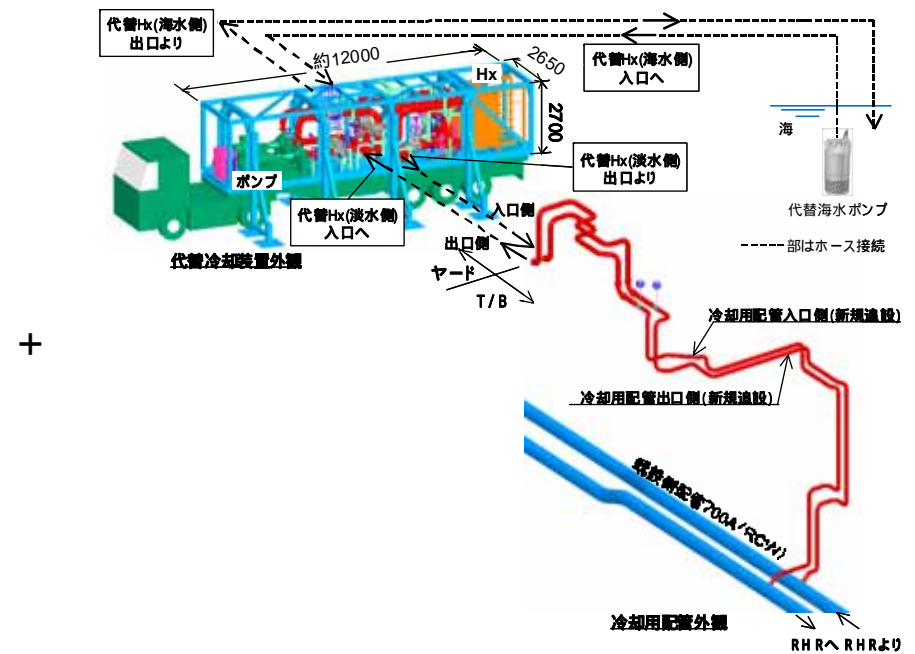 代替Hx(海水側)
出口より
約12000
Hx
2650
代替Hx(海水側)
入口へ
2700
海
ポンプ
代替Hx(淡水側)
出口より
代替Hx(淡水側)
入口へ
入口側
出口側
代替海水ポンプ
-----部はホース接続
代替冷却装置外観
ヤード
T/B
冷却用配管入口側(新規追設)
+
冷却用配管出口側(新規追設)
既設側配管700A(RCW)
冷却用配管外観
RHRへ RHRより